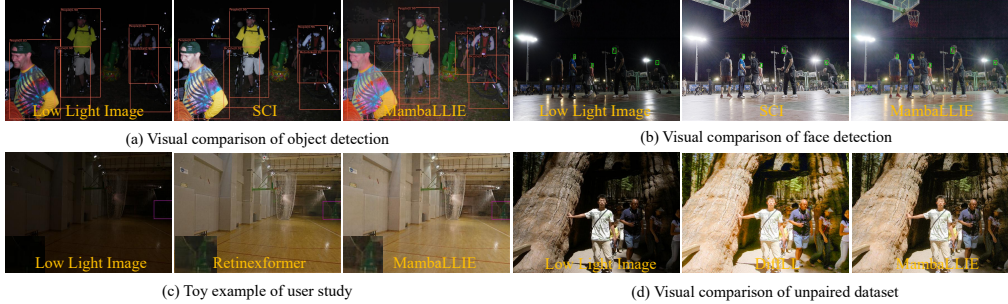 Low Light Image
SCI
MambaLLIE
Low Light Image
SCI
MambaLLIE
(a) Visual comparison of object detection
(b) Visual comparison of face detection
Low Light Image
Retinexformer
MambaLLIE
Low Light Image
MambaLLIE
(c) Toy example of user study
(d) Visual comparison of unpaired dataset